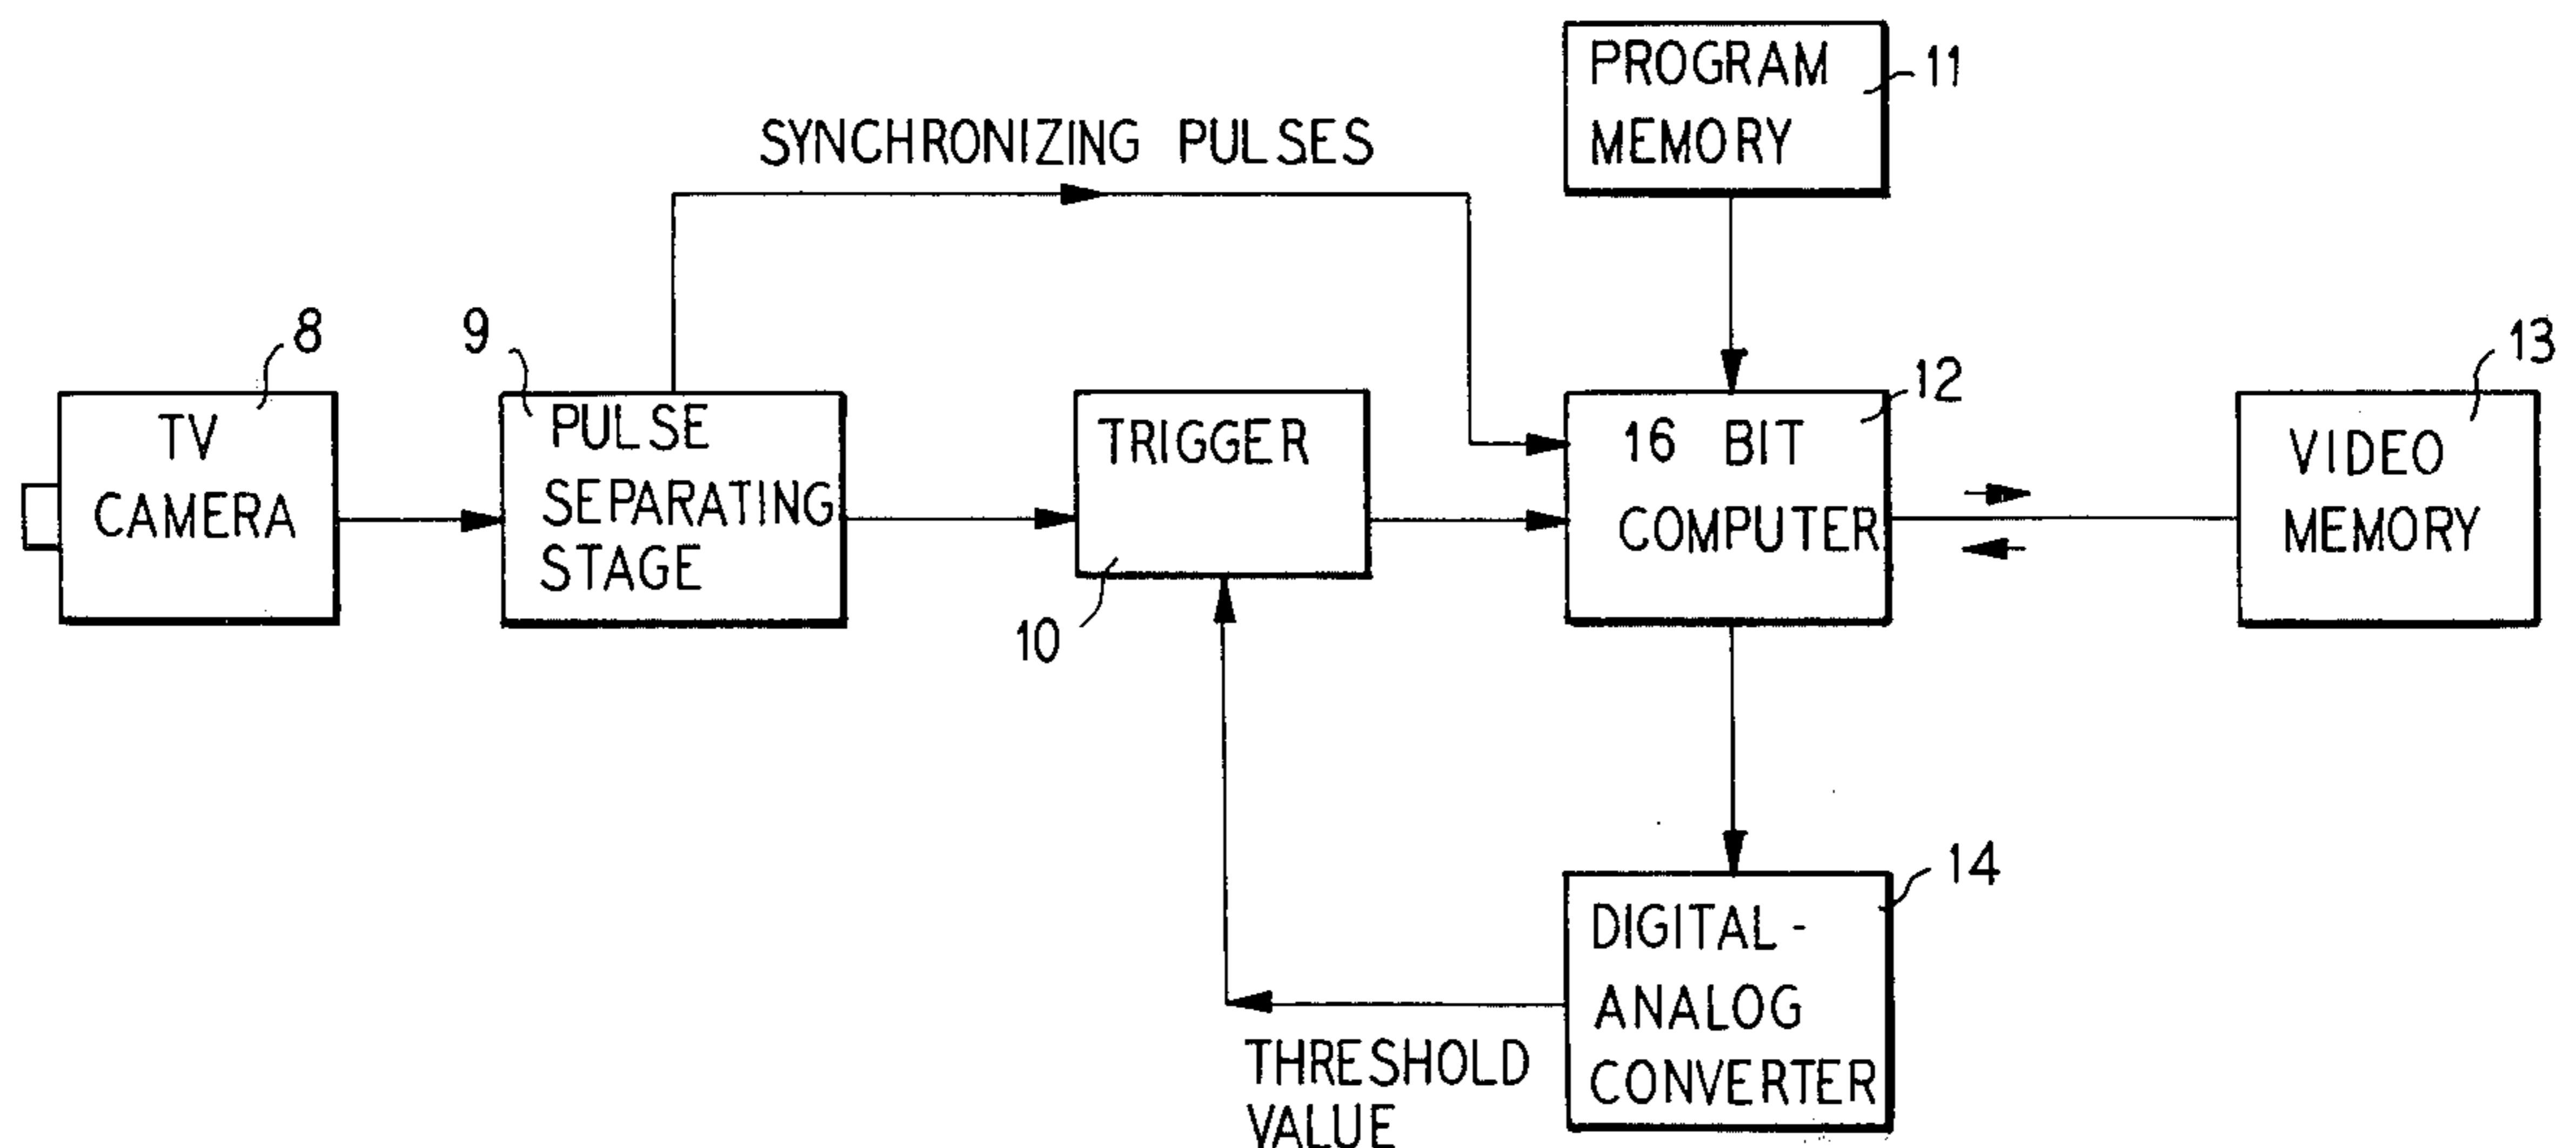 PROGRAM
MEMORY
11
SYNCHRONIZING PULSES
8
TV
CAMERA
9
PULSE
SEPARATING
STAGE
TRIGGER
10
12
16 BIT
COMPUTER
13
VIDEO
MEMORY
14
DIGITAL-
ANALOG
CONVERTER
THRESHOLD
VALUE